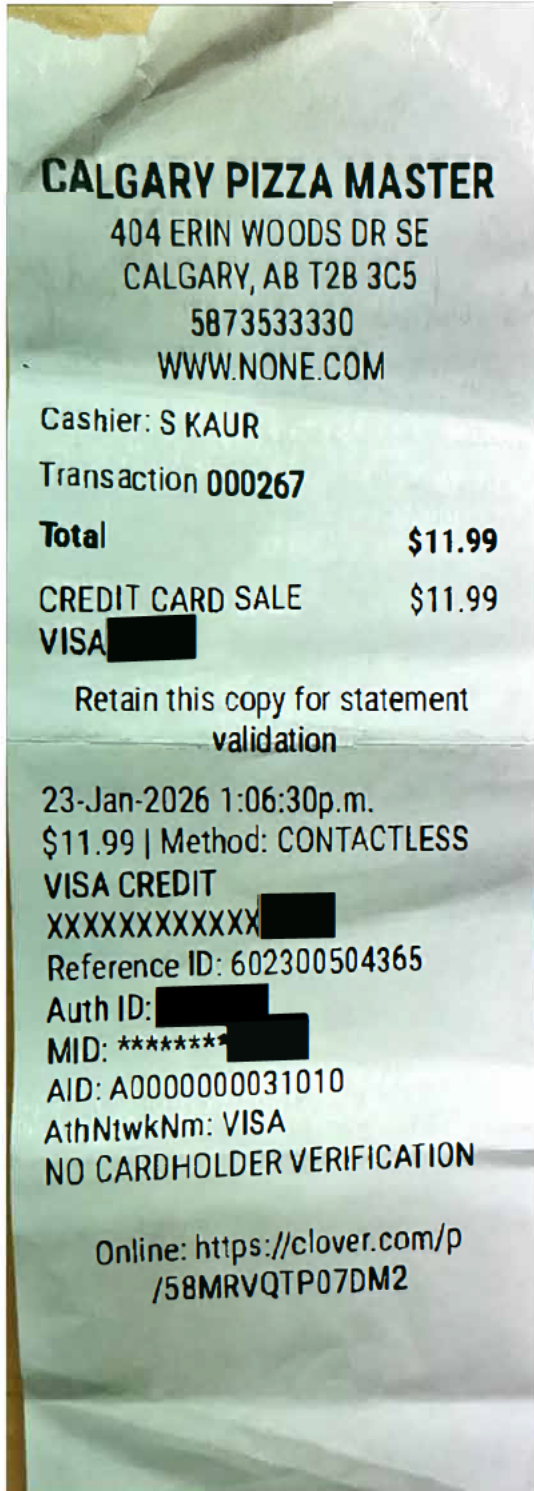 CALGARY PIZZA MASTER
404 ERIN WOODS DR SE
CALGARY, AB T2B 3C5
5873533330
WWW.NONE.COM
Cashier: S KAUR
Transaction 000267
Total $11.99
CREDIT CARD SALE $11.99
VISA
Retain this copy for statement
validation
23-Jan-2026 1:06:30p.m.
$11.99 | Method: CONTACTLESS
VISA CREDIT
XXXXXXXXXXXX
Reference ID: 602300504365
Auth ID:
MID: ********
AID: A0000000031010
AthNtwkNm: VISA
NO CARDHOLDER VERIFICATION
Online: https://clover.com/p
/58MRVQTP07DM2